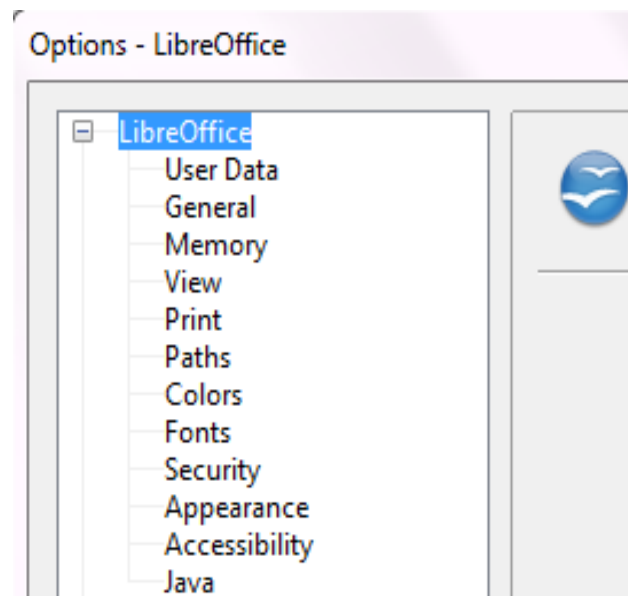 Options - LibreOffice
LibreOffice
User Data
General
Memory
View
Print
Paths
Colors
Fonts
Security
Appearance
Accessibility
Java